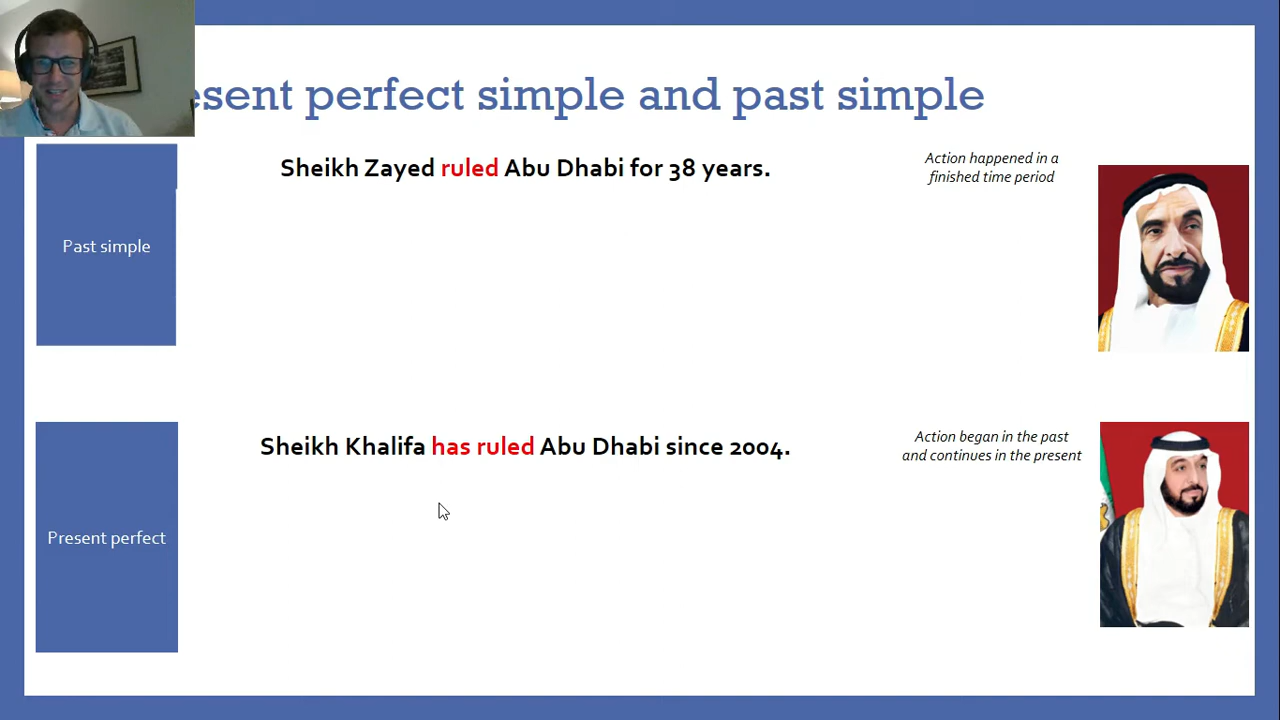 esent perfect simple and past simple
Sheikh Zayed ruled Abu Dhabi for 38 years.
Action happened in a
finished time period
Past simple
Sheikh Khalifa has ruled Abu Dhabi since 2004.
Action began in the past
and continues in the present
Present perfect